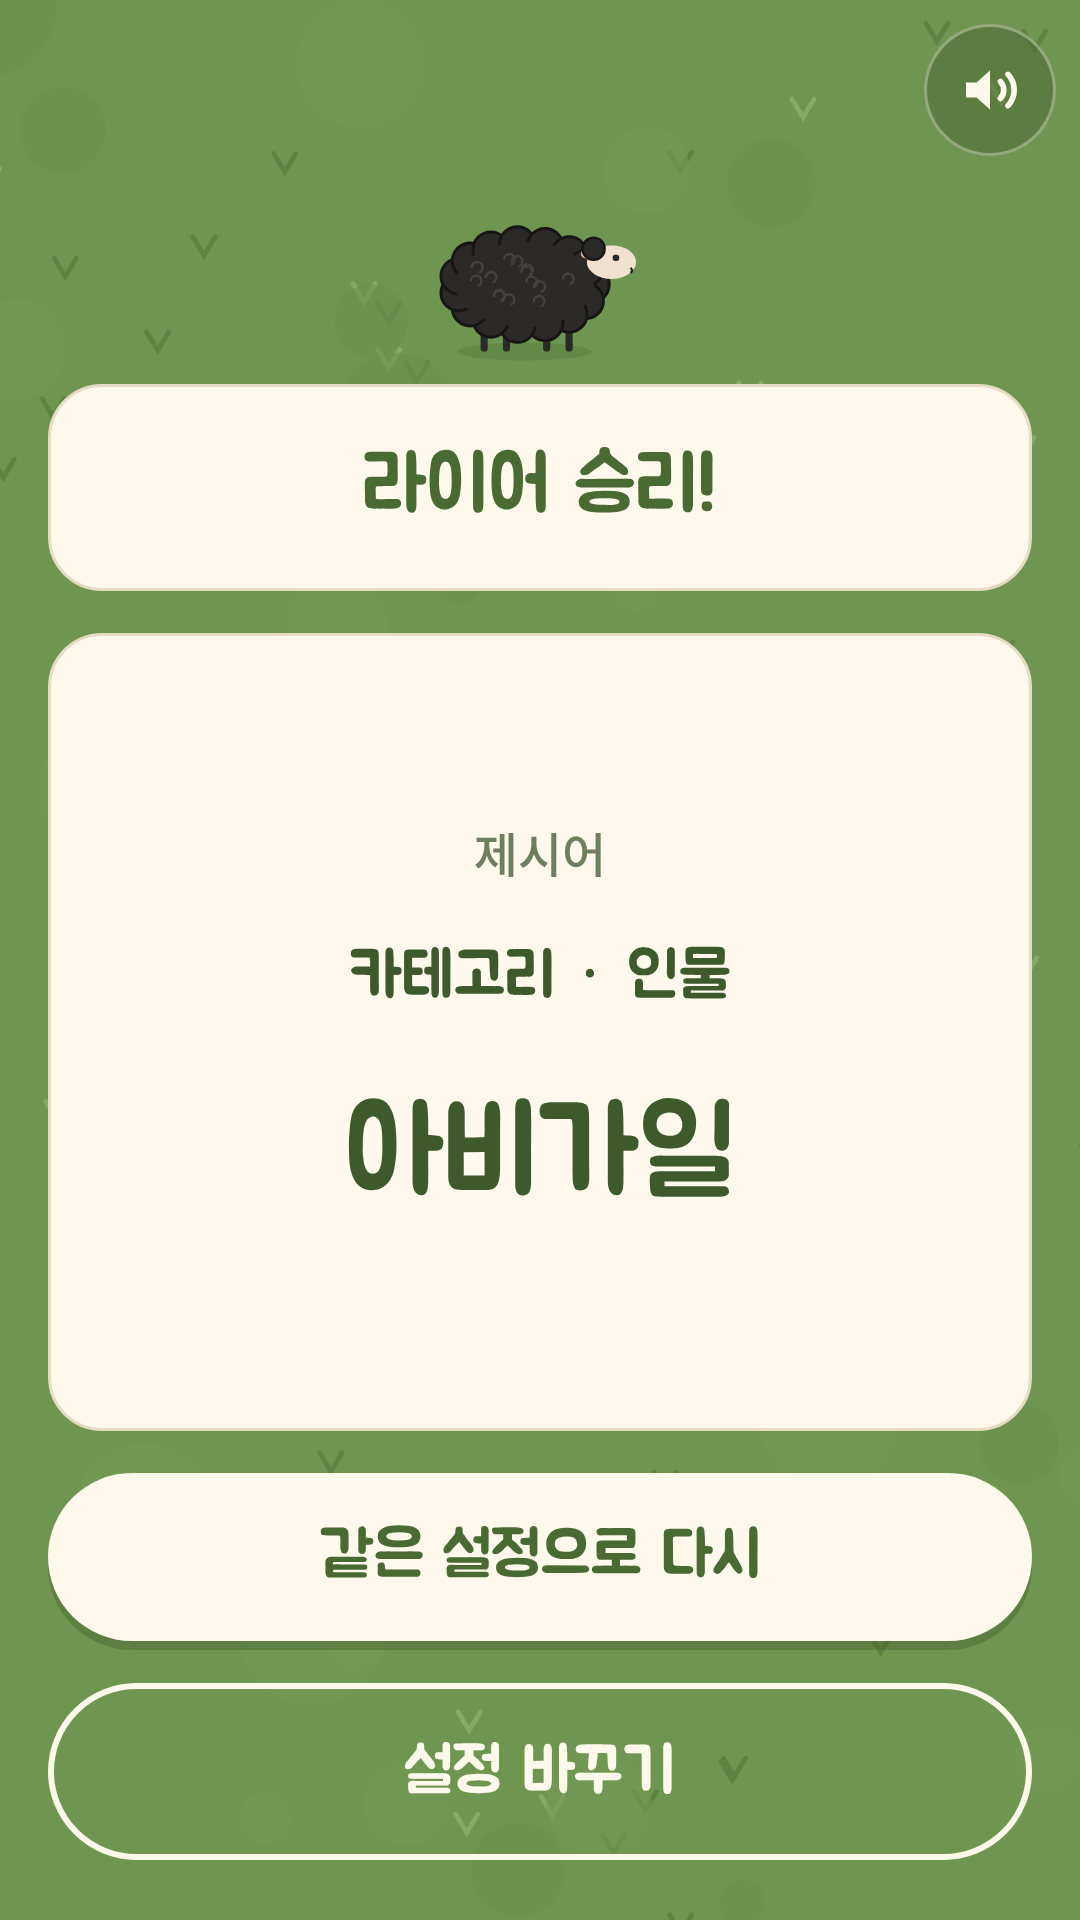 라이어 승리!
제시어
카테고리 · 인물
아비가일
같은 설정으로 다시
설정 바꾸기